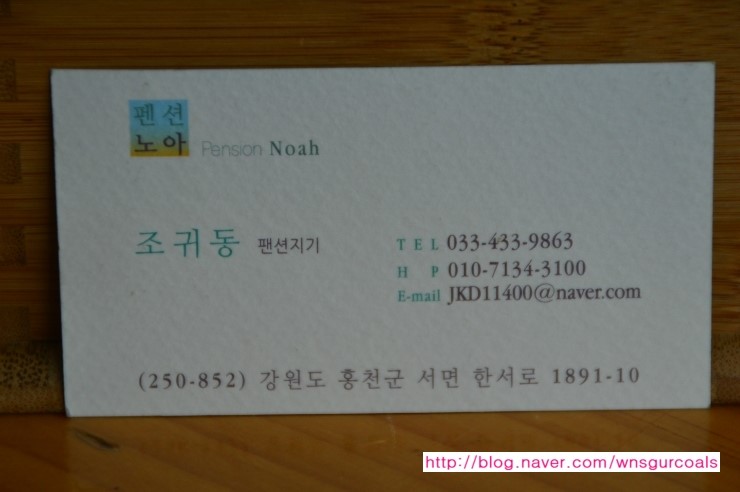 펜션
노아 Pension Noah
조귀동 팬션지기
TEL 033-433-9863
H P 010-7134-3100
E-mail JKD11400@naver.com
(250-852) 강원도 홍천군 서면 한서로 1891-10
http://blog.naver.com/wnsgurcoals